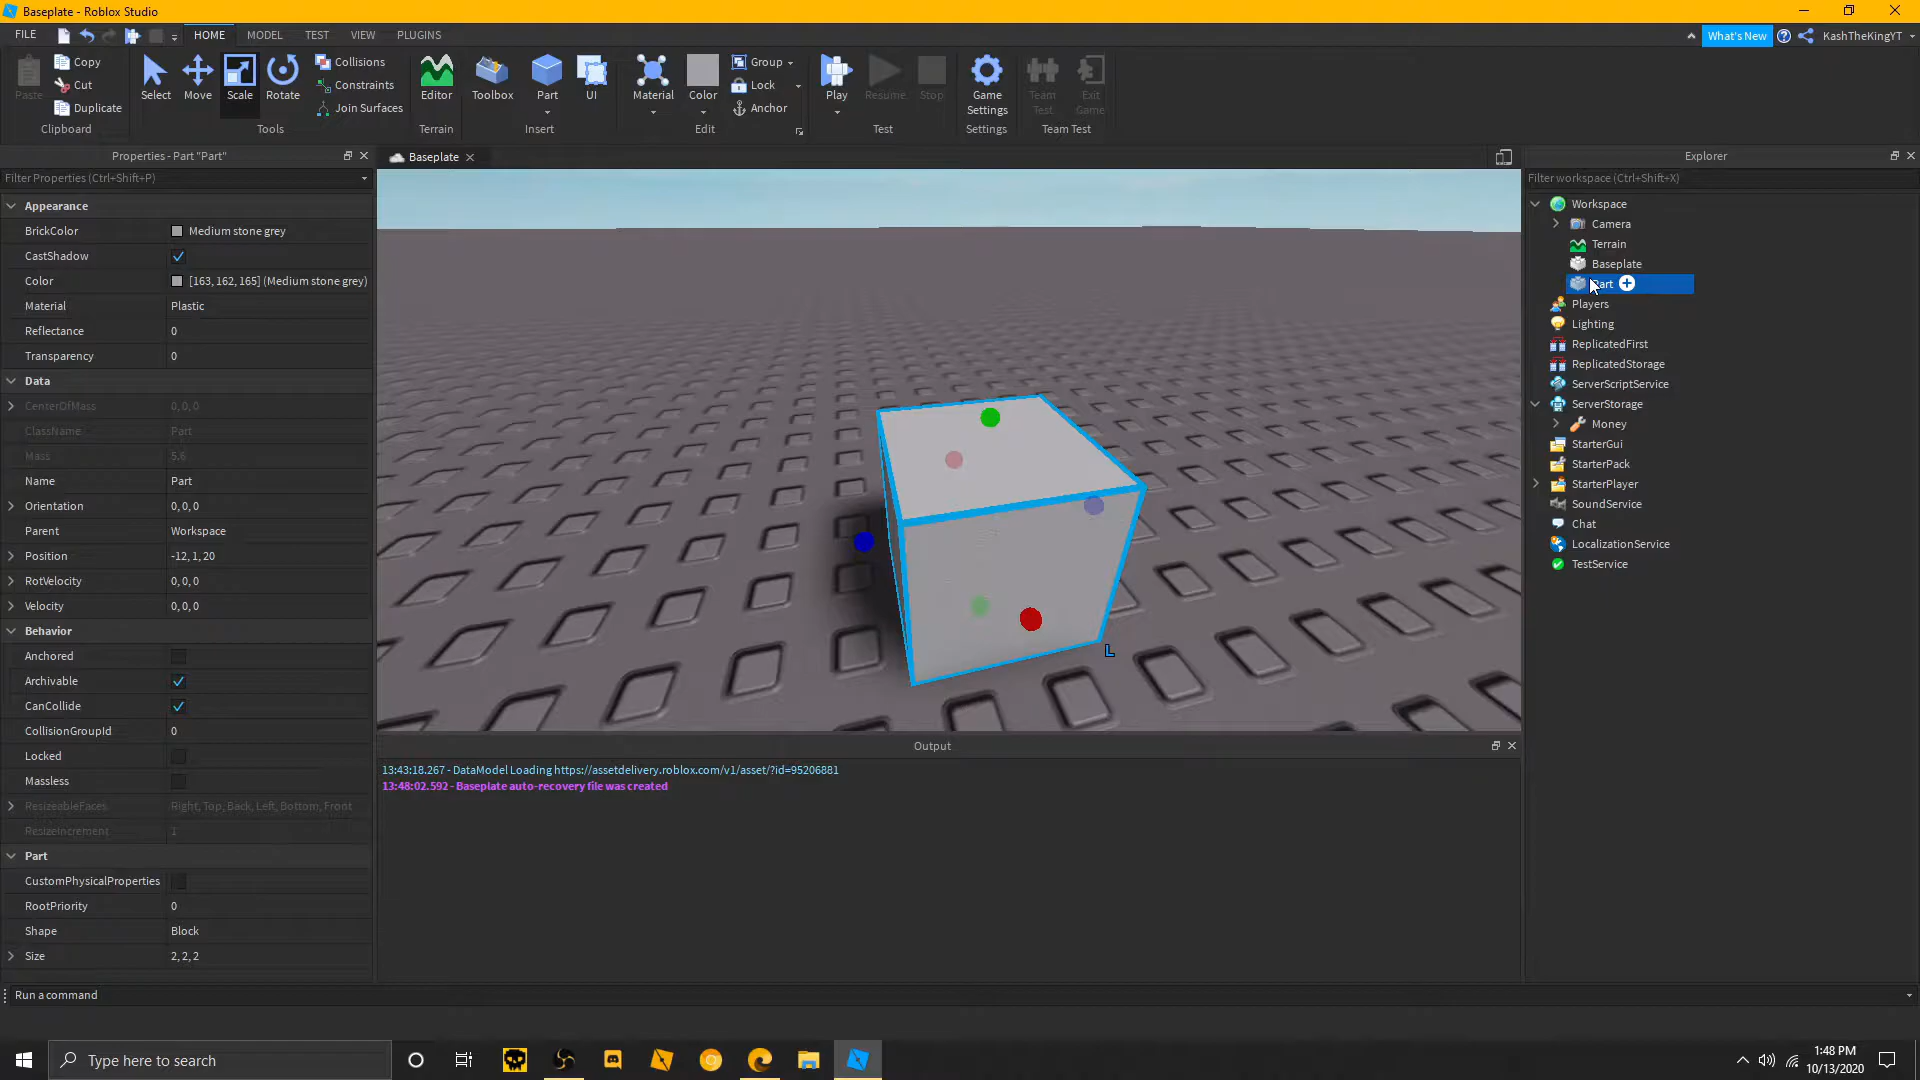 Baseplate - Roblox Studio
FILE HOME MODEL TEST VIEW PLUGINS What's New KashTheKingYT
Paste Copy Cut Duplicate Clipboard
Select Move Scale Rotate Collisions Constraints Join Surfaces Tools
Editor Terrain
Toolbox Part UI Insert
Material Color Group Lock Anchor Edit
Play Resume Stop Test
Game Settings Settings
Team Test Exit Game Team Test
Properties - Part "Part"
Filter Properties (Ctrl+Shift+P)
Appearance
BrickColor Medium stone grey
CastShadow
Color [163, 162, 165] (Medium stone grey)
Material Plastic
Reflectance 0
Transparency 0
Data
CenterOfMass 0, 0, 0
ClassName Part
Mass 5.6
Name Part
Orientation 0, 0, 0
Parent Workspace
Position -12, 1, 20
RotVelocity 0, 0, 0
Velocity 0, 0, 0
Behavior
Anchored
Archivable
CanCollide
CollisionGroupId 0
Locked
Massless
ResizeableFaces Right, Top, Back, Left, Bottom, Front
ResizeIncrement 1
Part
CustomPhysicalProperties
RootPriority 0
Shape Block
Size 2, 2, 2
Baseplate
L
Output
13:43:18.267 - DataModel Loading https://assetdelivery.roblox.com/v1/asset/?id=95206881
13:48:02.592 - Baseplate auto-recovery file was created
Explorer
Filter workspace (Ctrl+Shift+X)
Workspace
Camera
Terrain
Baseplate
Part
Players
Lighting
ReplicatedFirst
ReplicatedStorage
ServerScriptService
ServerStorage
Money
StarterGui
StarterPack
StarterPlayer
SoundService
Chat
LocalizationService
TestService
Run a command
Type here to search
1:48 PM
10/13/2020